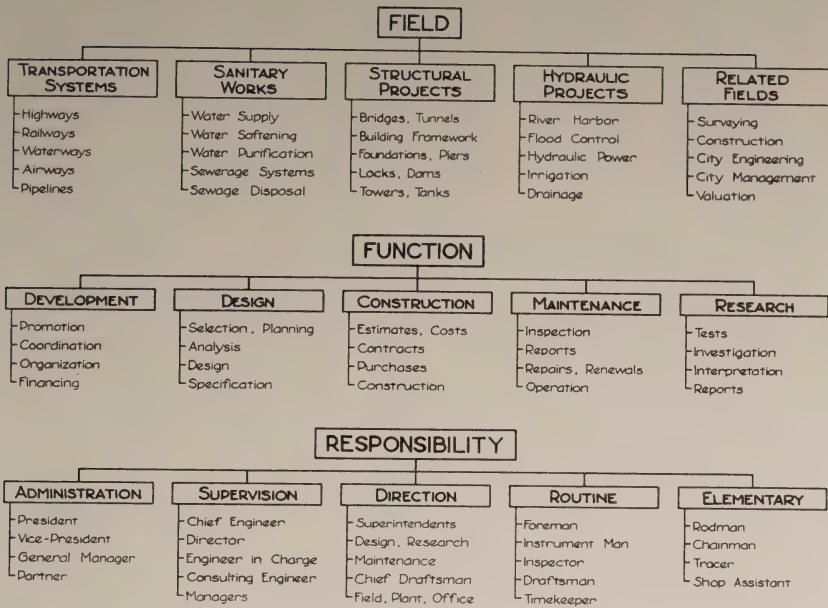 FIELD
TRANSPORTATION SYSTEMS
Highways
Railways
Waterways
Airways
Pipelines
SANITARY WORKS
Water Supply
Water Softening
Water Purification
Sewerage Systems
Sewage Disposal
STRUCTURAL PROJECTS
Bridges, Tunnels
Building Framework
Foundations, Piers
Locks, Dams
Towers, Tanks
HYDRAULIC PROJECTS
River Harbor
Flood Control
Hydraulic Power
Irrigation
Drainage
RELATED FIELDS
Surveying
Construction
City Engineering
City Management
Valuation
FUNCTION
DEVELOPMENT
Promotion
Coordination
Organization
Financing
DESIGN
Selection, Planning
Analysis
Design
Specification
CONSTRUCTION
Estimates, Costs
Contracts
Purchases
Construction
MAINTENANCE
Inspection
Reports
Repairs, Renewals
Operation
RESEARCH
Tests
Investigation
Interpretation
Reports
RESPONSIBILITY
ADMINISTRATION
President
Vice-President
General Manager
Partner
SUPERVISION
Chief Engineer
Director
Engineer in Charge
Consulting Engineer
Managers
DIRECTION
Superintendents
Design, Research
Maintenance
Chief Draftsman
Field, Plant, Office
ROUTINE
Foreman
Instrument Man
Inspector
Draftsman
Timekeeper
ELEMENTARY
Rodman
Chainman
Tracer
Shop Assistant